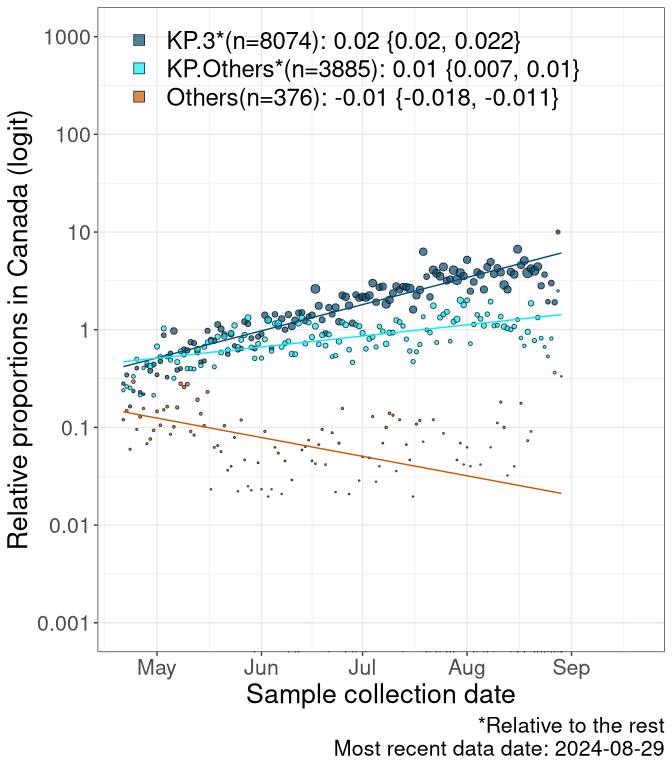 KP.3*(n=8074): 0.02 {0.02, 0.022}
KP.Others*(n=3885): 0.01 {0.007, 0.01}
Others(n=376): -0.01 {-0.018, -0.011}
Relative proportions in Canada (logit)
1000
100
10
1
0.1
0.01
0.001
May Jun Jul Aug Sep
Sample collection date
*Relative to the rest
Most recent data date: 2024-08-29